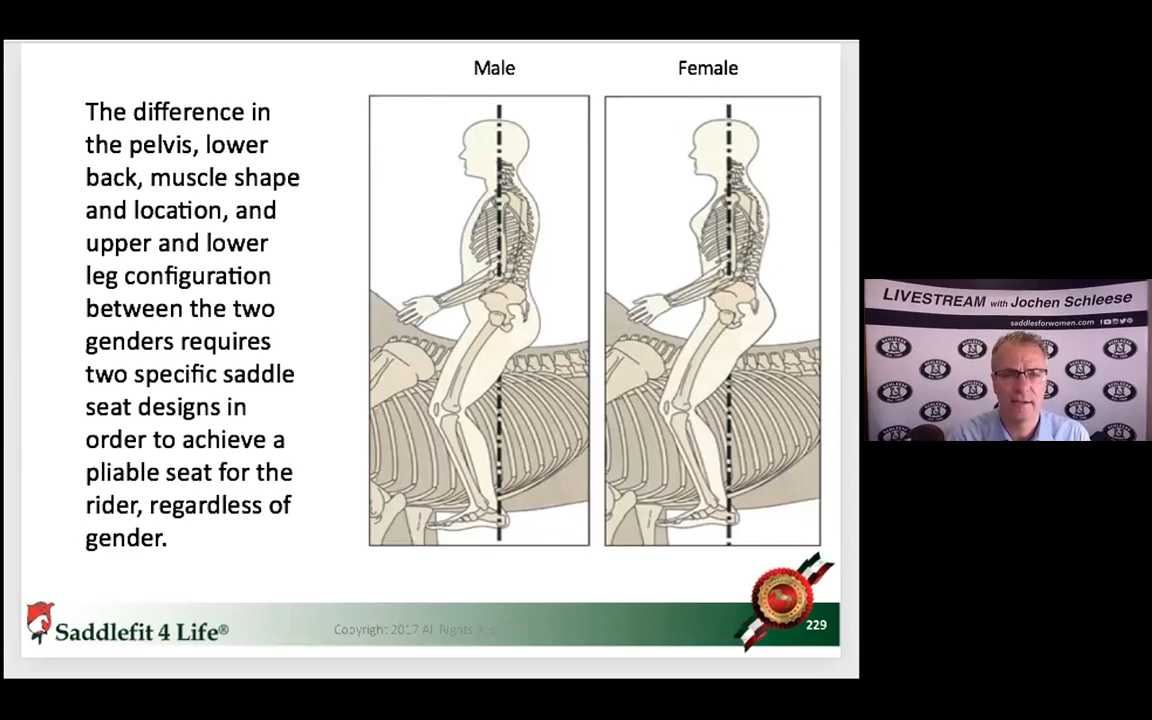 Male
Female
The difference in
the pelvis, lower
back, muscle shape
and location, and
upper and lower
leg configuration
between the two
genders requires
two specific saddle
seat designs in
order to achieve a
pliable seat for the
rider, regardless of
gender.
Saddlefit 4 Life®
Copyright 2017 All Rights
229
LIVESTREAM with Jochen Schleese
saddlesforwomen.com
SCHLEESE